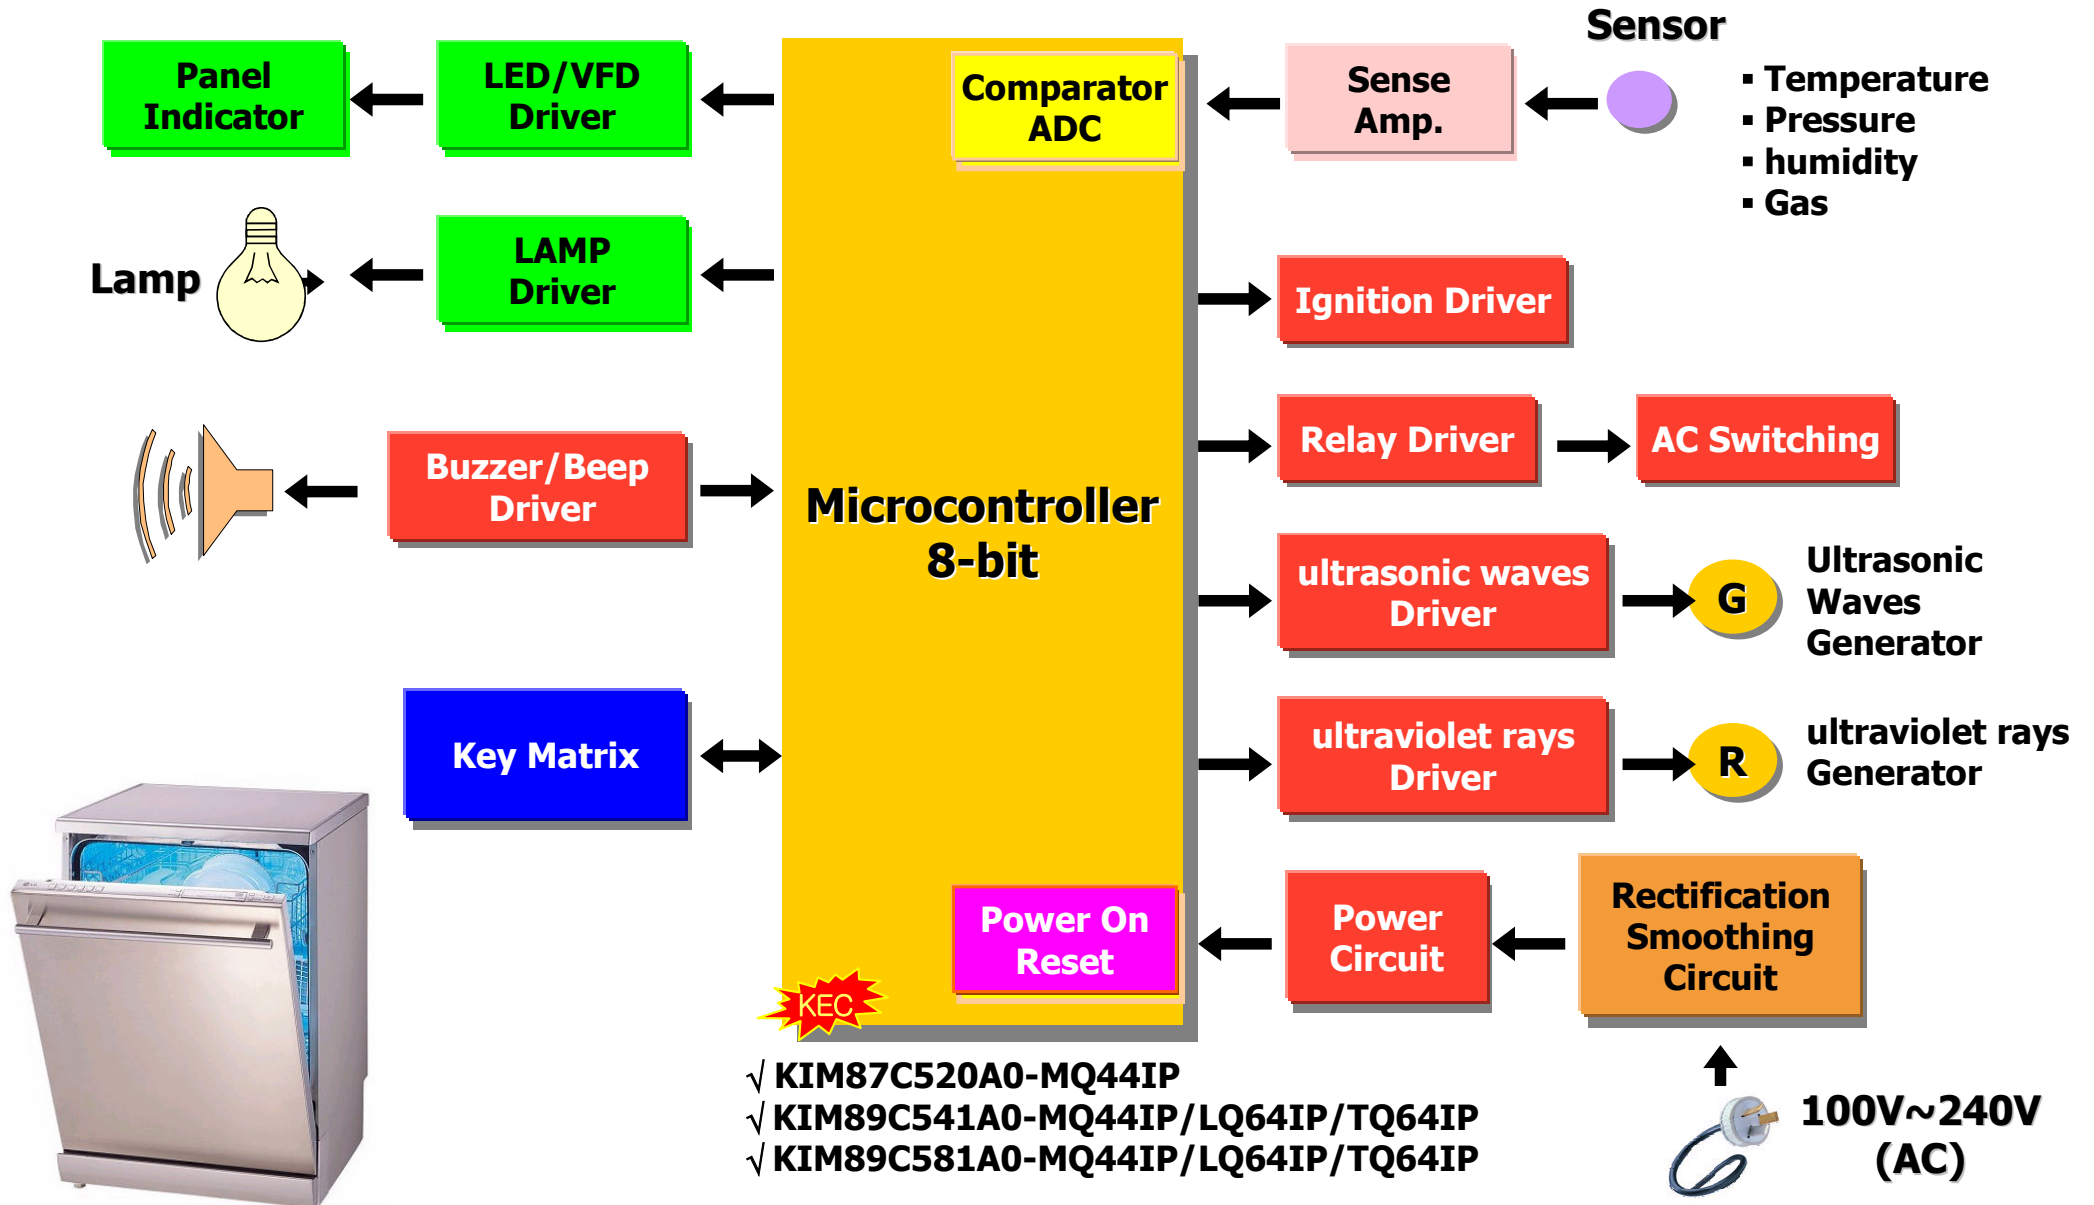 Sensor
Panel
Indicator
LED/VFD
Driver
Comparator
ADC
Sense
Amp.
▪ Temperature
▪ Pressure
▪ humidity
▪ Gas
Lamp
LAMP
Driver
Ignition Driver
Relay Driver
AC Switching
Buzzer/Beep
Driver
Microcontroller
8-bit
ultrasonic waves
Driver
G
Ultrasonic
Waves
Generator
Key Matrix
ultraviolet rays
Driver
R
ultraviolet rays
Generator
Power On
Reset
Power
Circuit
Rectification
Smoothing
Circuit
KEC
√ KIM87C520A0-MQ44IP
√ KIM89C541A0-MQ44IP/LQ64IP/TQ64IP
√ KIM89C581A0-MQ44IP/LQ64IP/TQ64IP
100V~240V
(AC)